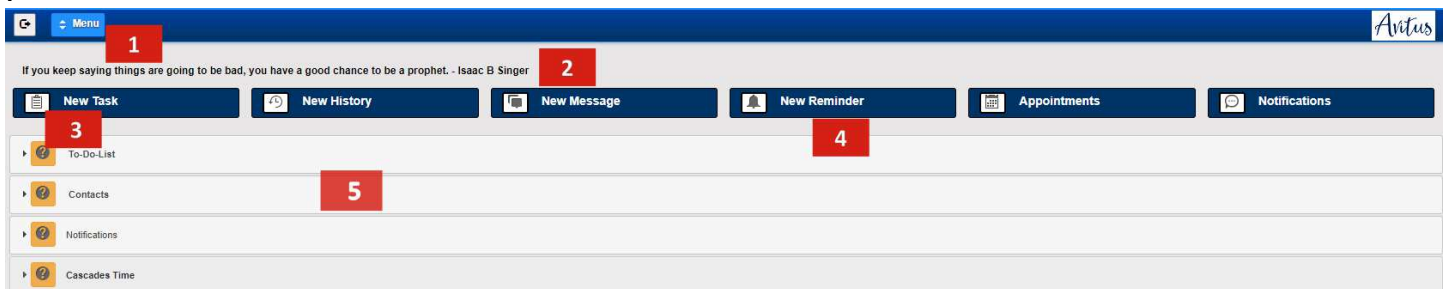 Menu
Avitus
1
If you keep saying things are going to be bad, you have a good chance to be a prophet. - Isaac B Singer
2
New Task
New History
New Message
New Reminder
Appointments
Notifications
3
4
To-Do-List
Contacts
5
Notifications
Cascades Time